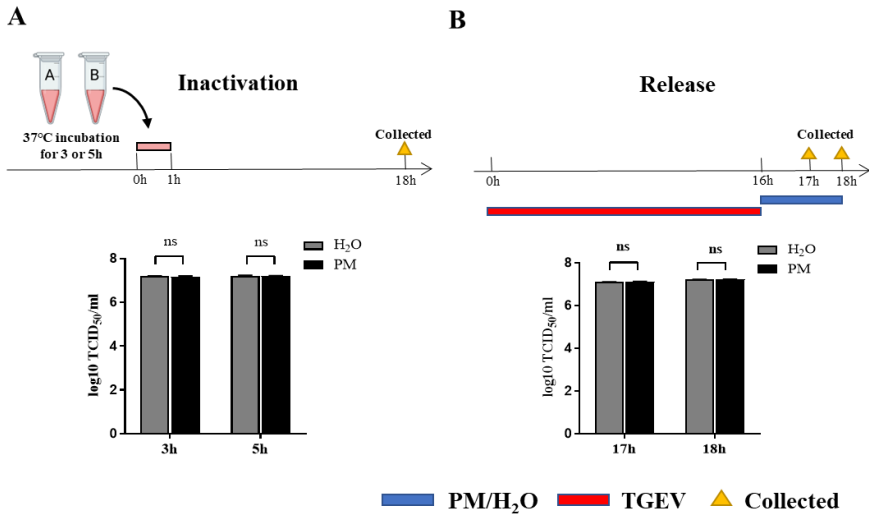 A
A B
Inactivation
37°C incubation
for 3 or 5h
Collected
0h 1h 18h
ns ns
H₂O
PM
log10 TCID₅₀/ml
8
6
4
2
0
3h 5h
B
Release
Collected
0h 16h 17h 18h
ns ns
H₂O
PM
log10 TCID₅₀/ml
8
6
4
2
0
17h 18h
PM/H₂O TGEV Collected